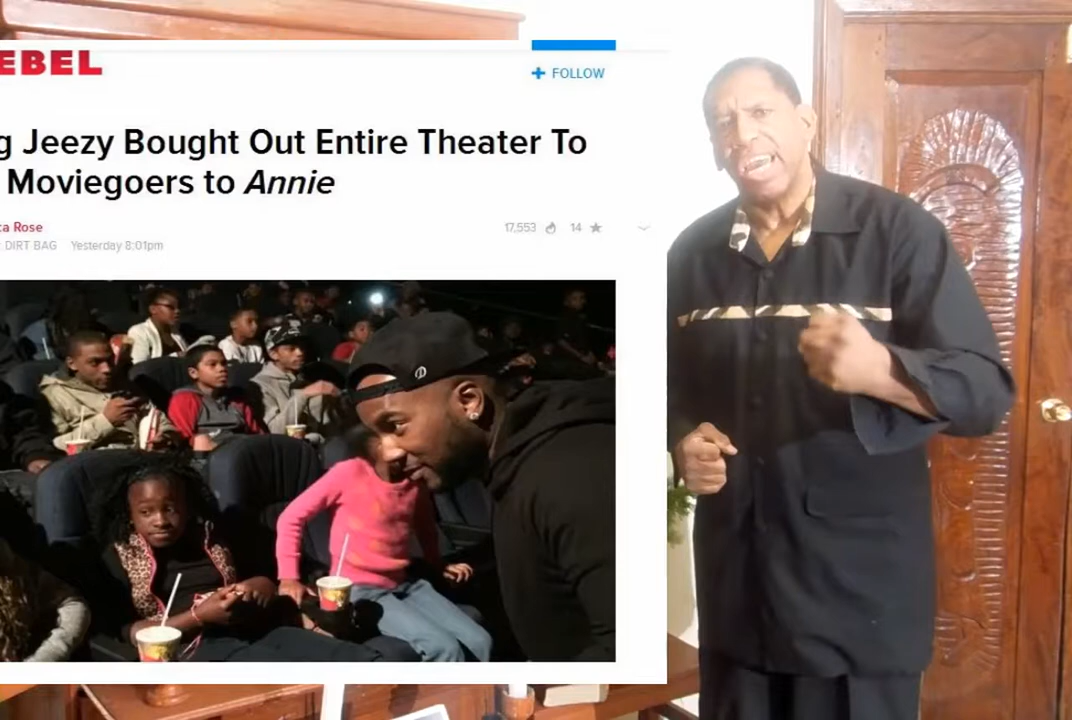 EBEL
+ FOLLOW
g Jeezy Bought Out Entire Theater To
Moviegoers to Annie
ca Rose
17,553 14
DIRT BAG Yesterday 8:01pm